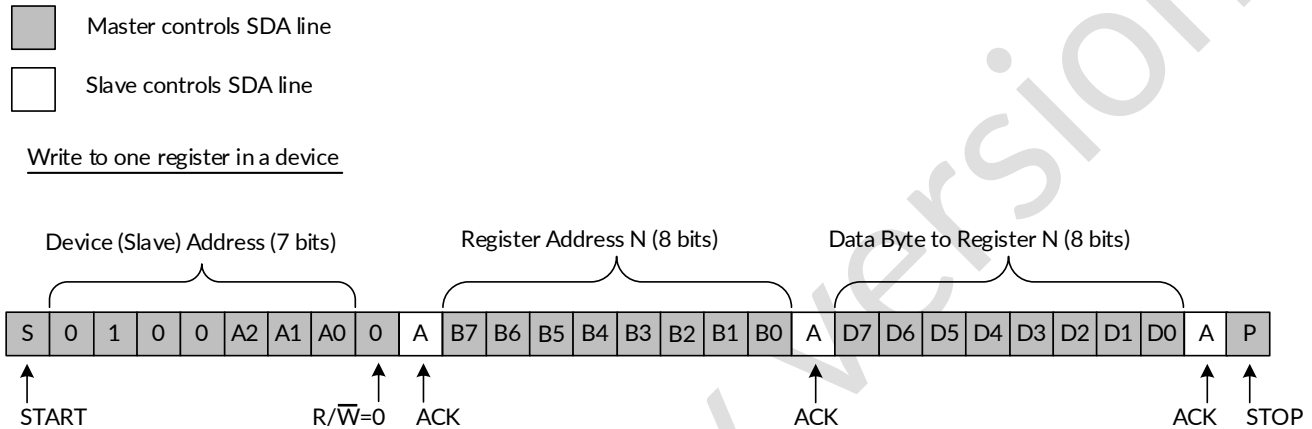 Master controls SDA line
Slave controls SDA line
Write to one register in a device
Device (Slave) Address (7 bits) Register Address N (8 bits) Data Byte to Register N (8 bits)
S 0 1 0 0 A2 A1 A0 0 A B7 B6 B5 B4 B3 B2 B1 B0 A D7 D6 D5 D4 D3 D2 D1 D0 A P
START R/W̅=0 ACK ACK ACK STOP
version